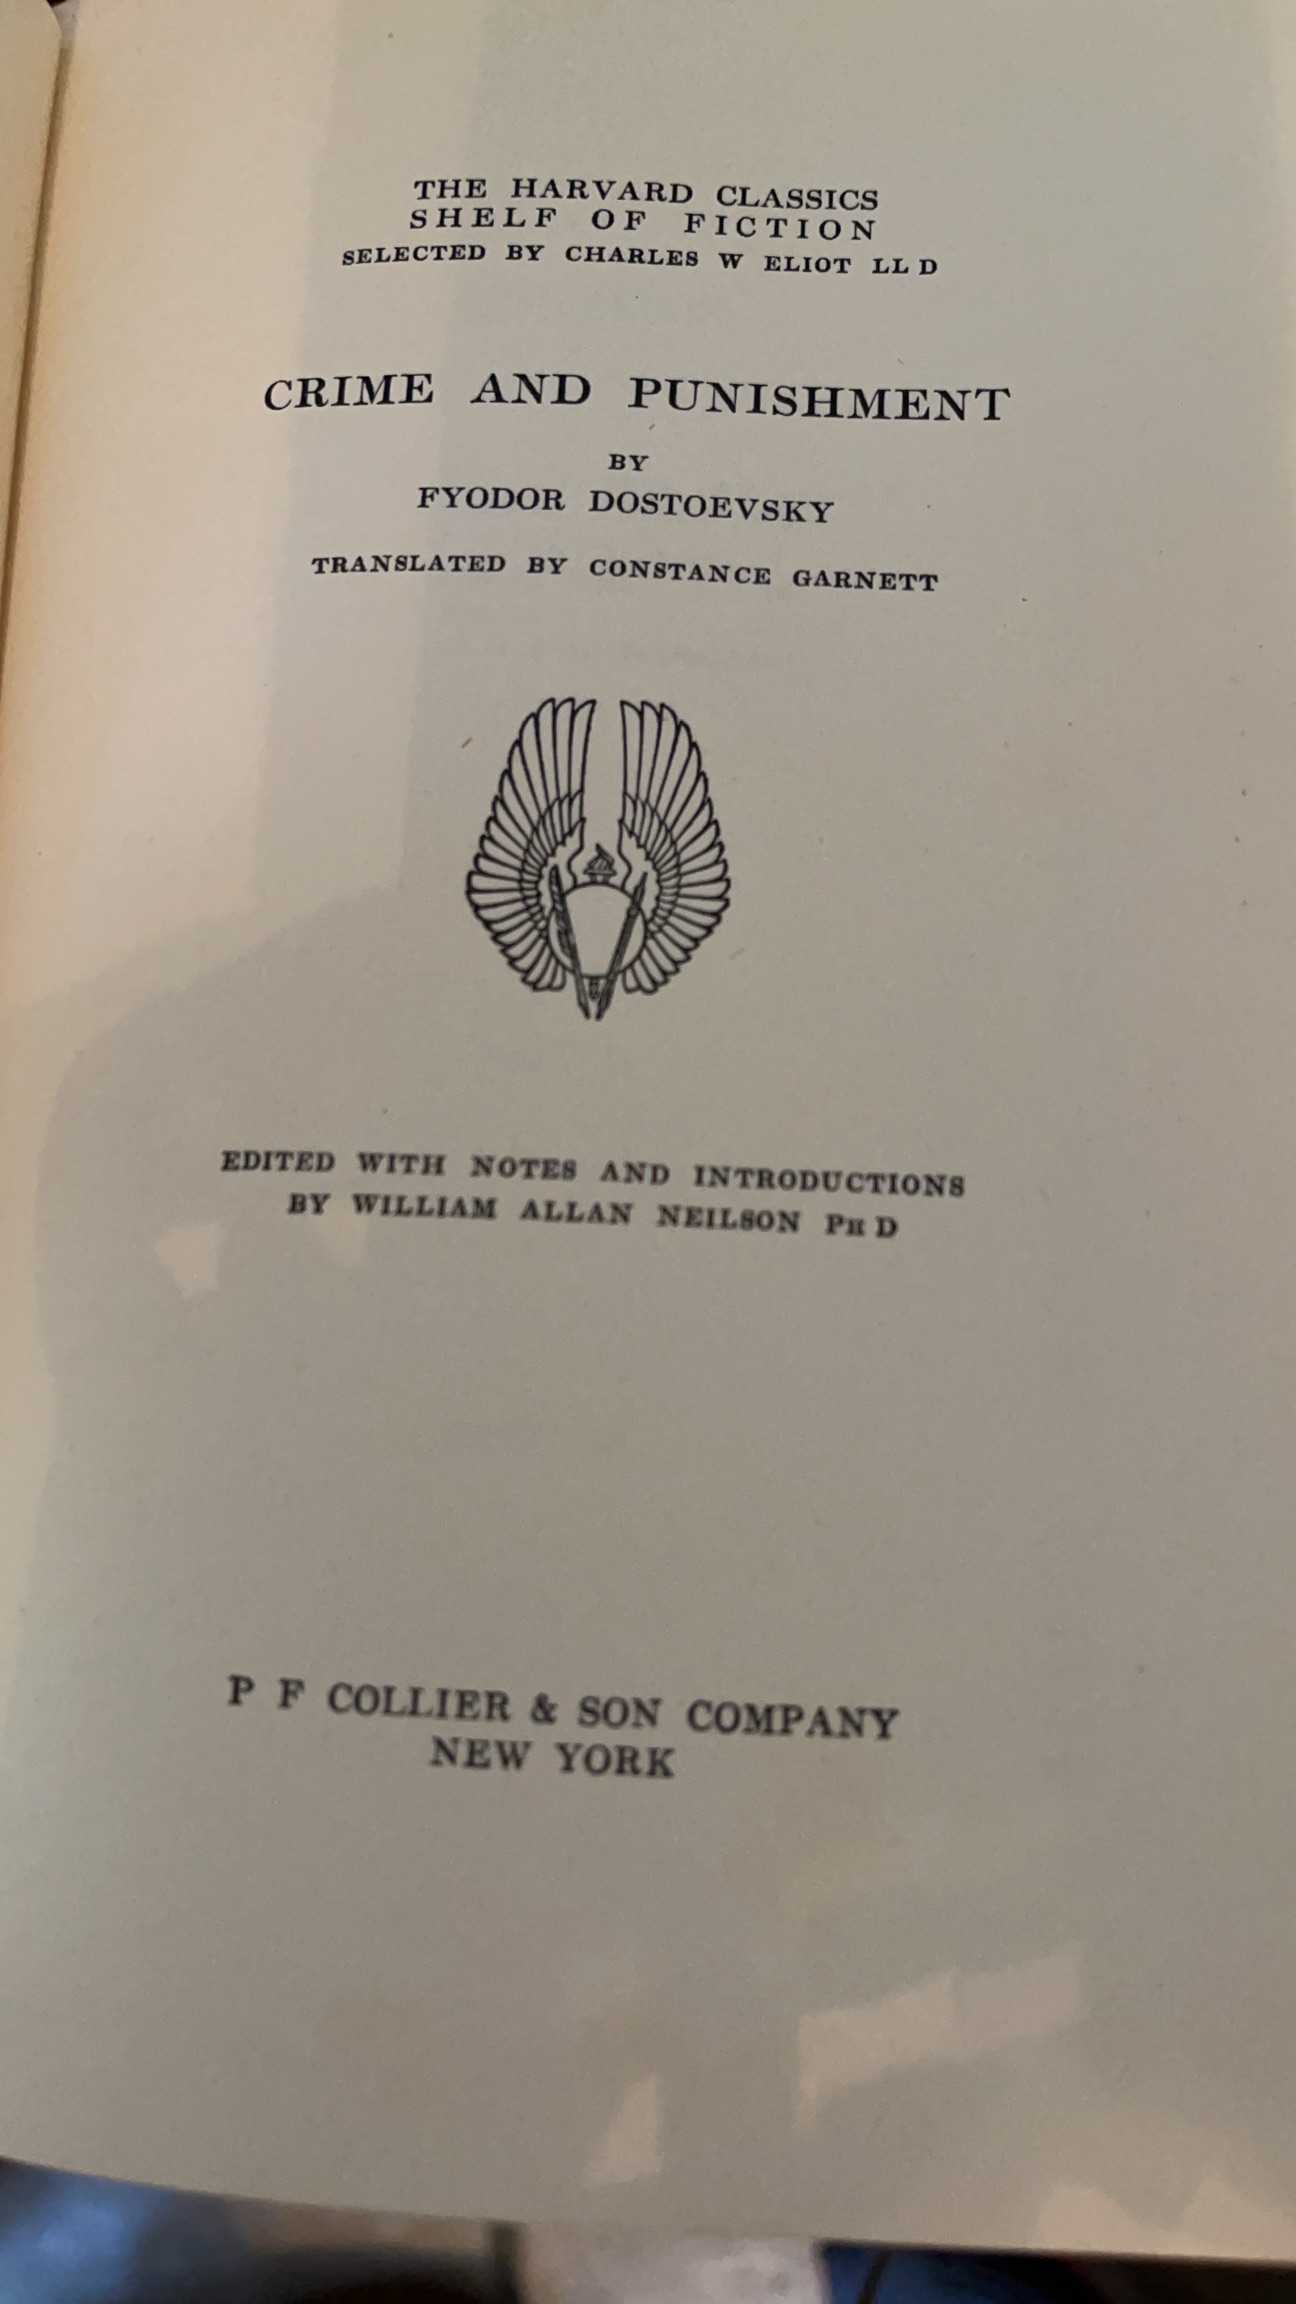 THE HARVARD CLASSICS
SHELF OF FICTION
SELECTED BY CHARLES W ELIOT LL D
CRIME AND PUNISHMENT
BY
FYODOR DOSTOEVSKY
TRANSLATED BY CONSTANCE GARNETT
EDITED WITH NOTES AND INTRODUCTIONS
BY WILLIAM ALLAN NEILSON PH D
P F COLLIER & SON COMPANY
NEW YORK